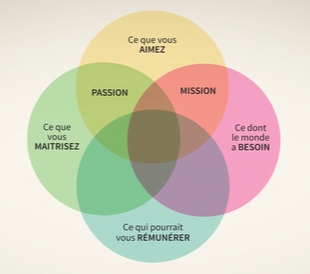 Ce que vous
AIMEZ
PASSION
MISSION
Ce que
vous
MAITRISEZ
Ce dont
le monde
a BESOIN
Ce qui pourrait
vous RÉMUNÉRER